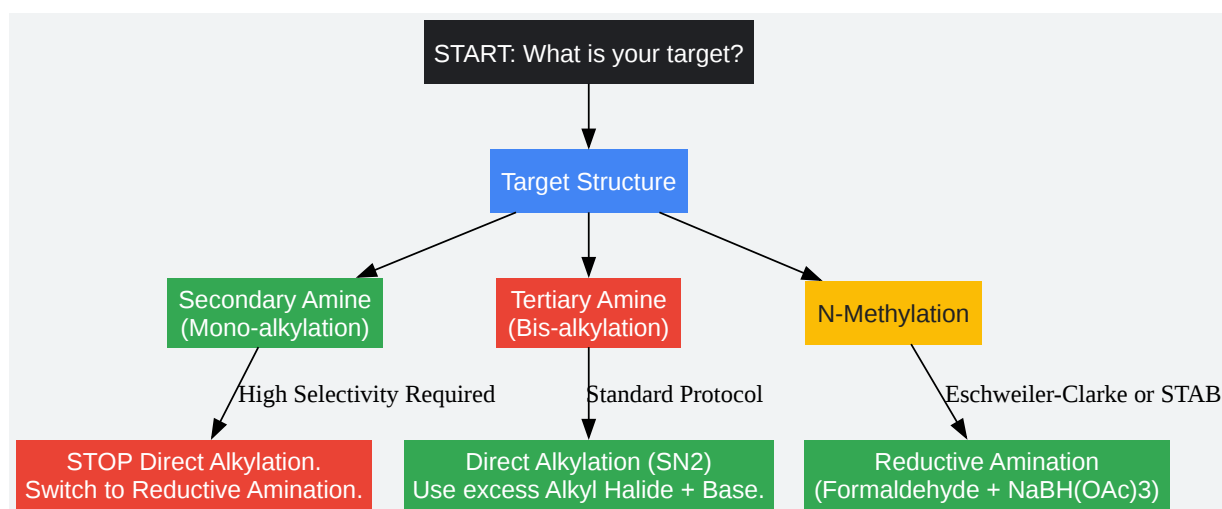 START: What is your target?
Target Structure
Secondary Amine
(Mono-alkylation)
Tertiary Amine
(Bis-alkylation)
N-Methylation
High Selectivity Required
Standard Protocol
Eschweiler-Clarke or STAB
STOP Direct Alkylation.
Switch to Reductive Amination.
Direct Alkylation (SN2)
Use excess Alkyl Halide + Base.
Reductive Amination
(Formaldehyde + NaBH(OAc)3)